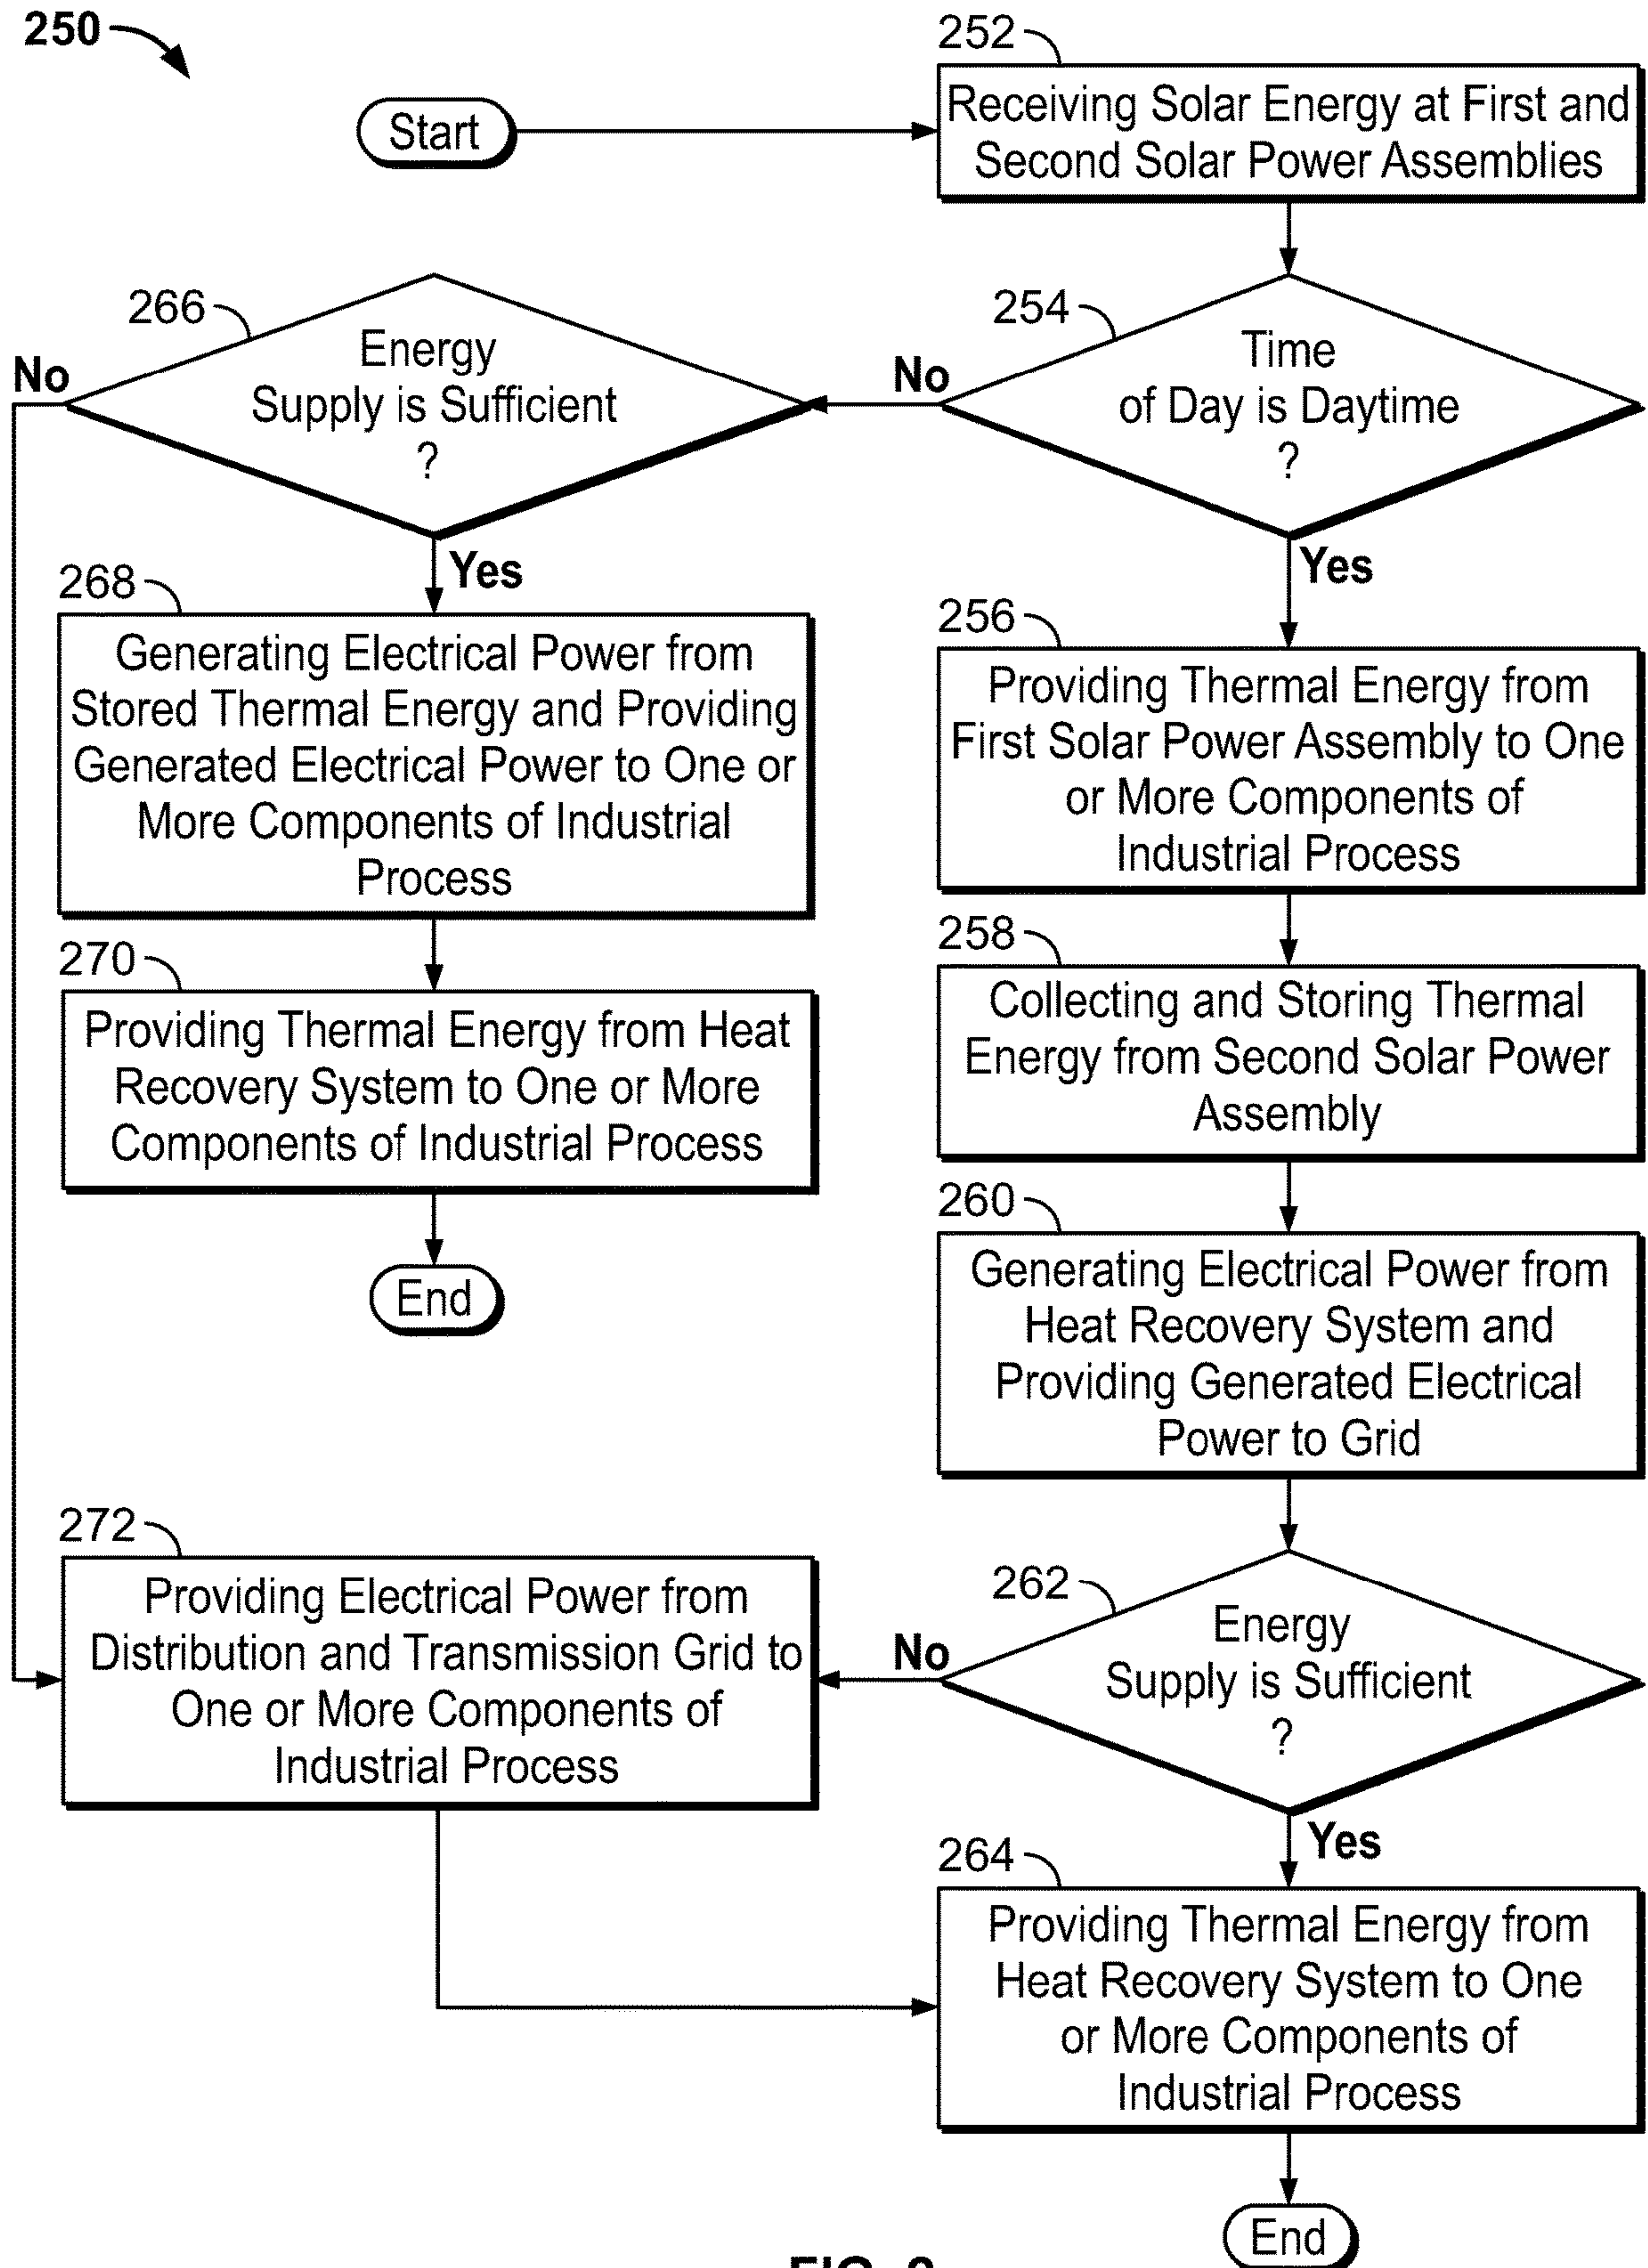 250
252
Start
Receiving Solar Energy at First and
Second Solar Power Assemblies
266
Energy
Supply is Sufficient
?
No
254
Time
of Day is Daytime
?
No
Yes
Yes
268
Generating Electrical Power from
Stored Thermal Energy and Providing
Generated Electrical Power to One or
More Components of Industrial
Process
256
Providing Thermal Energy from
First Solar Power Assembly to One
or More Components of
Industrial Process
270
Providing Thermal Energy from Heat
Recovery System to One or More
Components of Industrial Process
End
258
Collecting and Storing Thermal
Energy from Second Solar Power
Assembly
260
Generating Electrical Power from
Heat Recovery System and
Providing Generated Electrical
Power to Grid
272
Providing Electrical Power from
Distribution and Transmission Grid to
One or More Components of
Industrial Process
262
Energy
Supply is Sufficient
?
No
Yes
264
Providing Thermal Energy from
Heat Recovery System to One
or More Components of
Industrial Process
End
FIG.